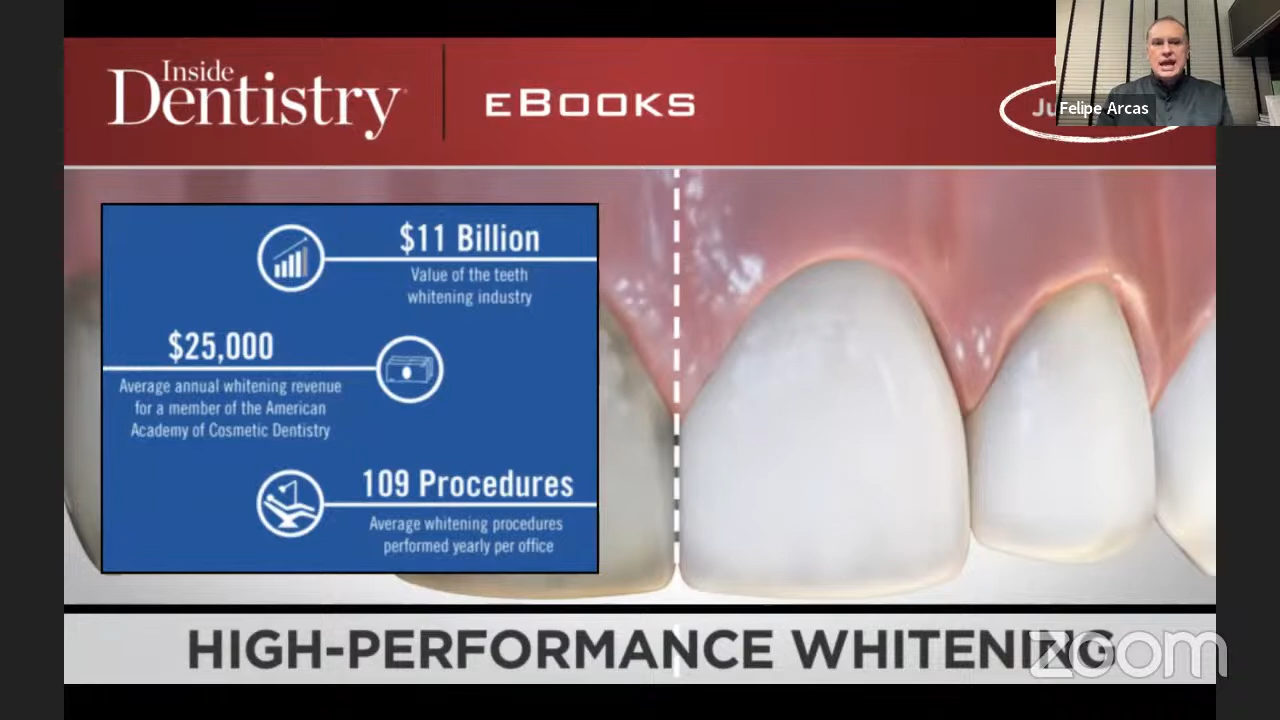 Inside
Dentistry
EBOOKS
Ju
Felipe Arcas
$11 Billion
Value of the teeth
whitening industry
$25,000
Average annual whitening revenue
for a member of the American
Academy of Cosmetic Dentistry
109 Procedures
Average whitening procedures
performed yearly per office
HIGH-PERFORMANCE WHITENING
zoom